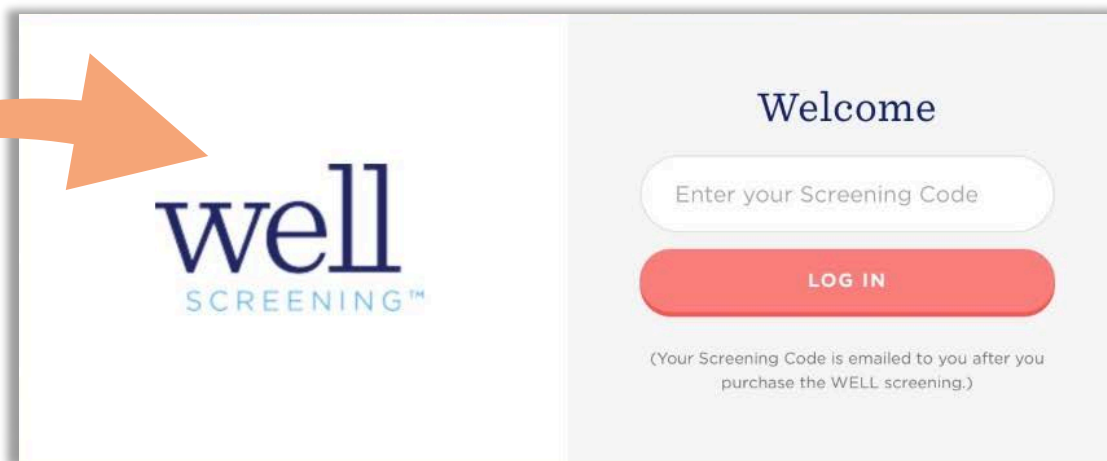 well
SCREENING™
Welcome
Enter your Screening Code
LOG IN
(Your Screening Code is emailed to you after you
purchase the WELL screening.)